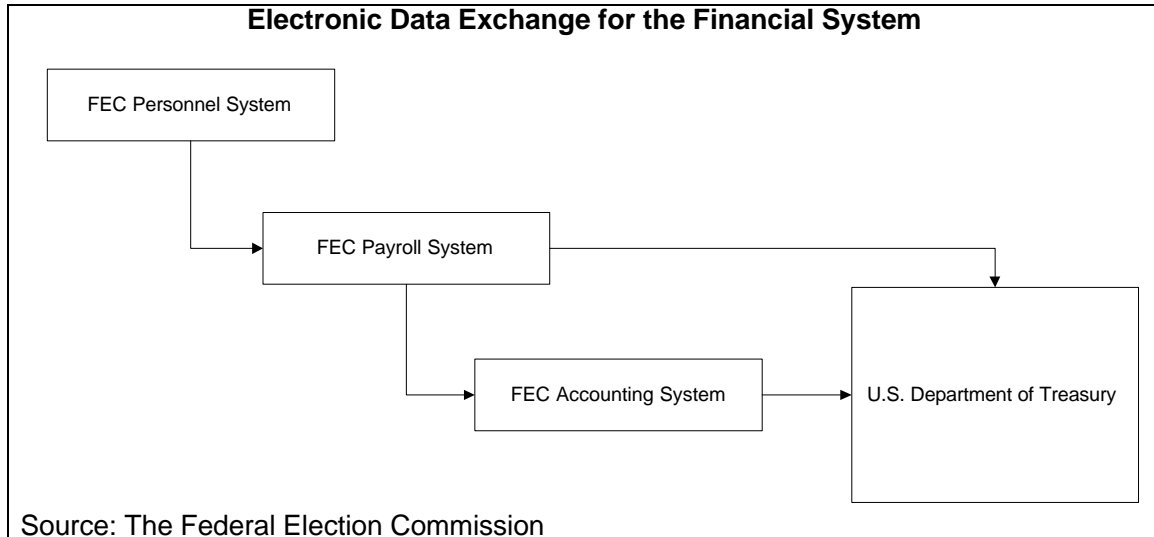 Electronic Data Exchange for the Financial System
FEC Personnel System
FEC Payroll System
FEC Accounting System
U.S. Department of Treasury
Source: The Federal Election Commission